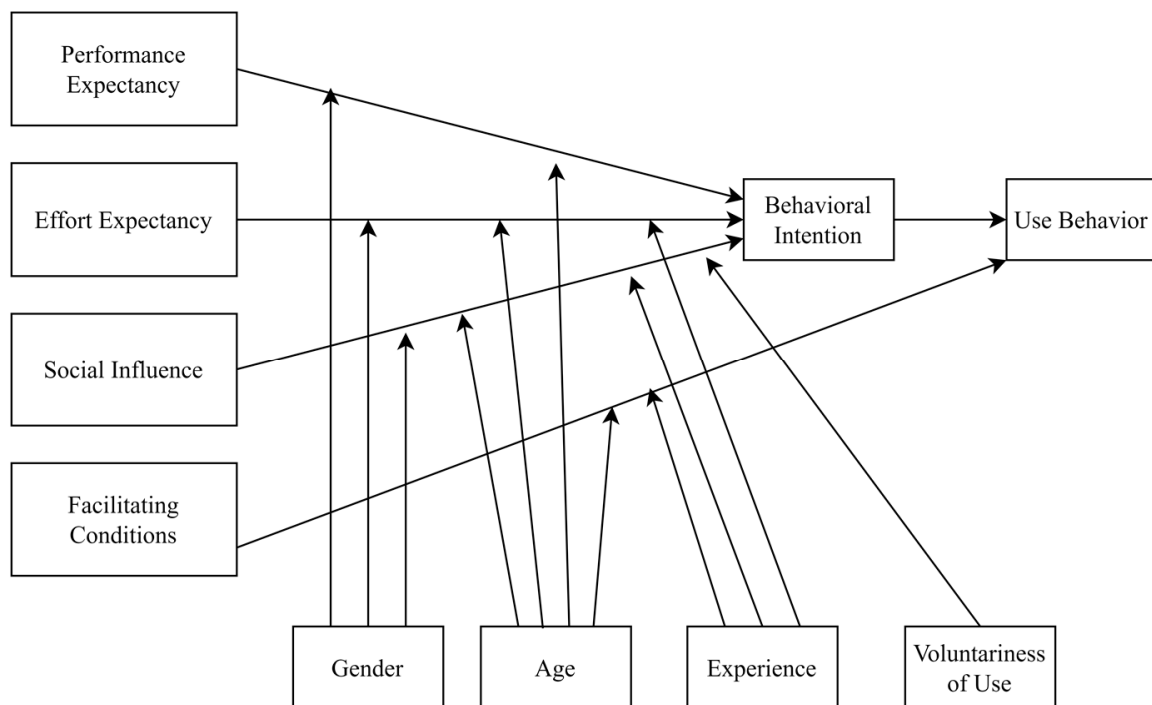 Performance
Expectancy
Effort Expectancy
Social Influence
Facilitating
Conditions
Behavioral
Intention
Use Behavior
Gender
Age
Experience
Voluntariness
of Use